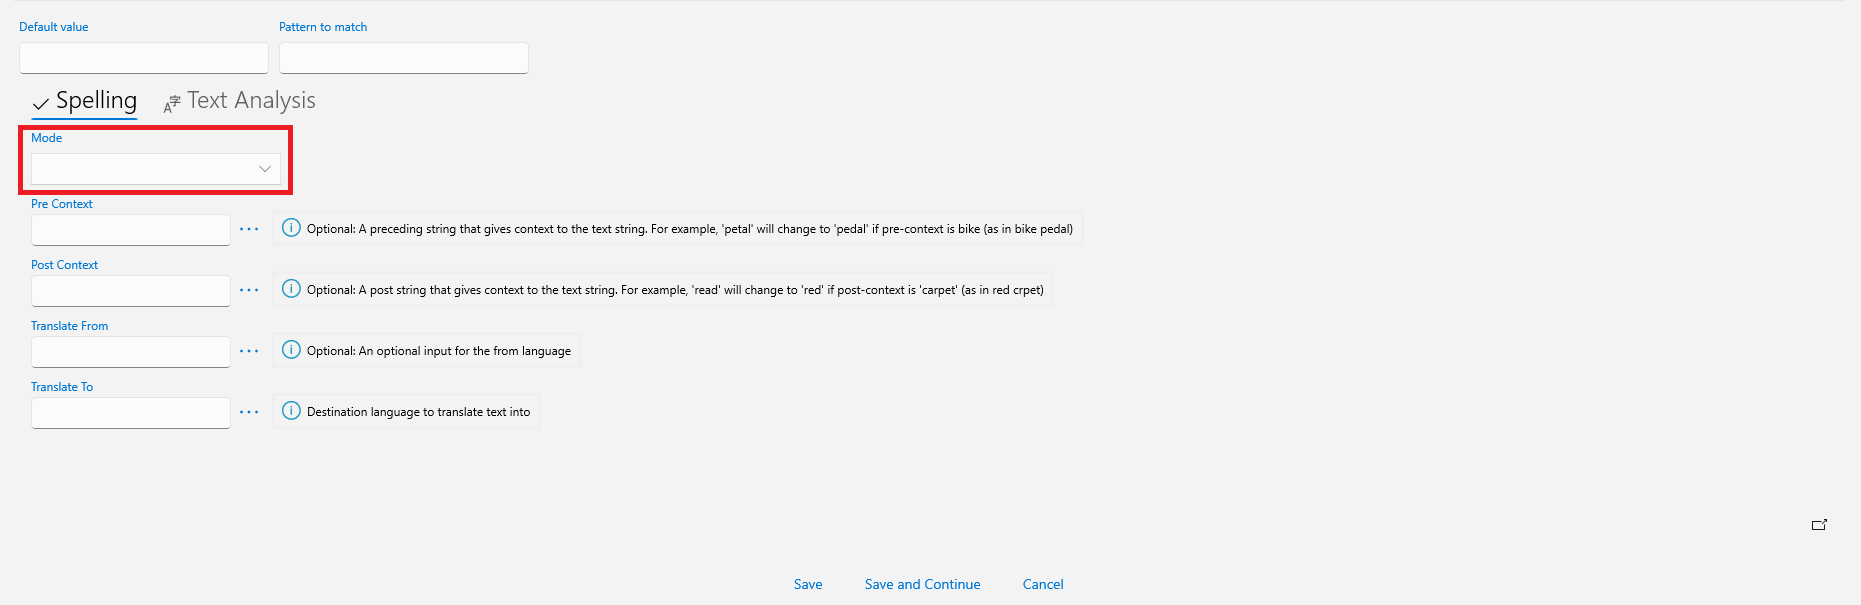 Default value
Pattern to match
Spelling
Text Analysis
Mode
Pre Context
Optional: A preceding string that gives context to the text string. For example, 'petal' will change to 'pedal' if pre-context is bike (as in bike pedal)
Post Context
Optional: A post string that gives context to the text string. For example, 'read' will change to 'red' if post-context is 'carpet' (as in red crpet)
Translate From
Optional: An optional input for the from language
Translate To
Destination language to translate text into
Save
Save and Continue
Cancel